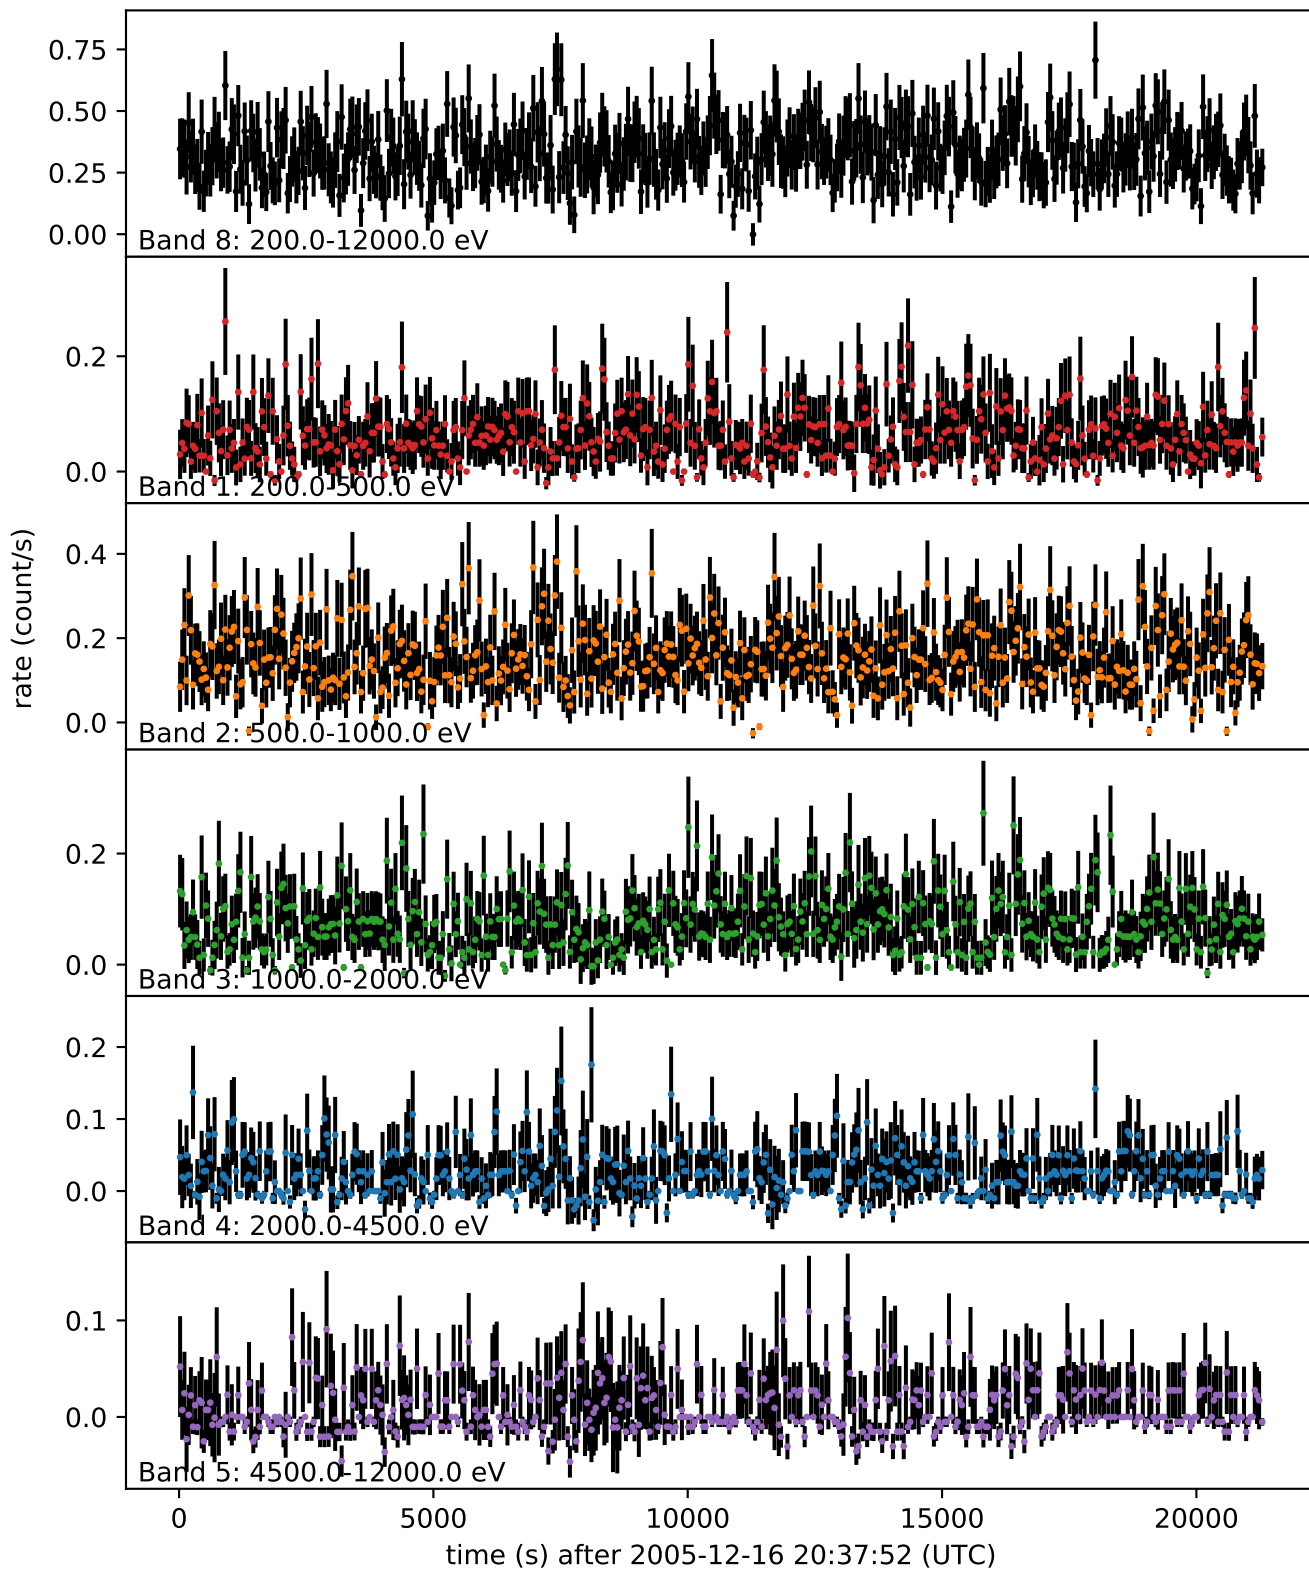 0.75
0.50
0.25
0.00
Band 8: 200.0-12000.0 eV
0.2
0.0
Band 1: 200.0-500.0 eV
0.4
0.2
0.0
Band 2: 500.0-1000.0 eV
rate (count/s)
0.2
0.0
Band 3: 1000.0-2000.0 eV
0.2
0.1
0.0
Band 4: 2000.0-4500.0 eV
0.1
0.0
Band 5: 4500.0-12000.0 eV
0 5000 10000 15000 20000
time (s) after 2005-12-16 20:37:52 (UTC)